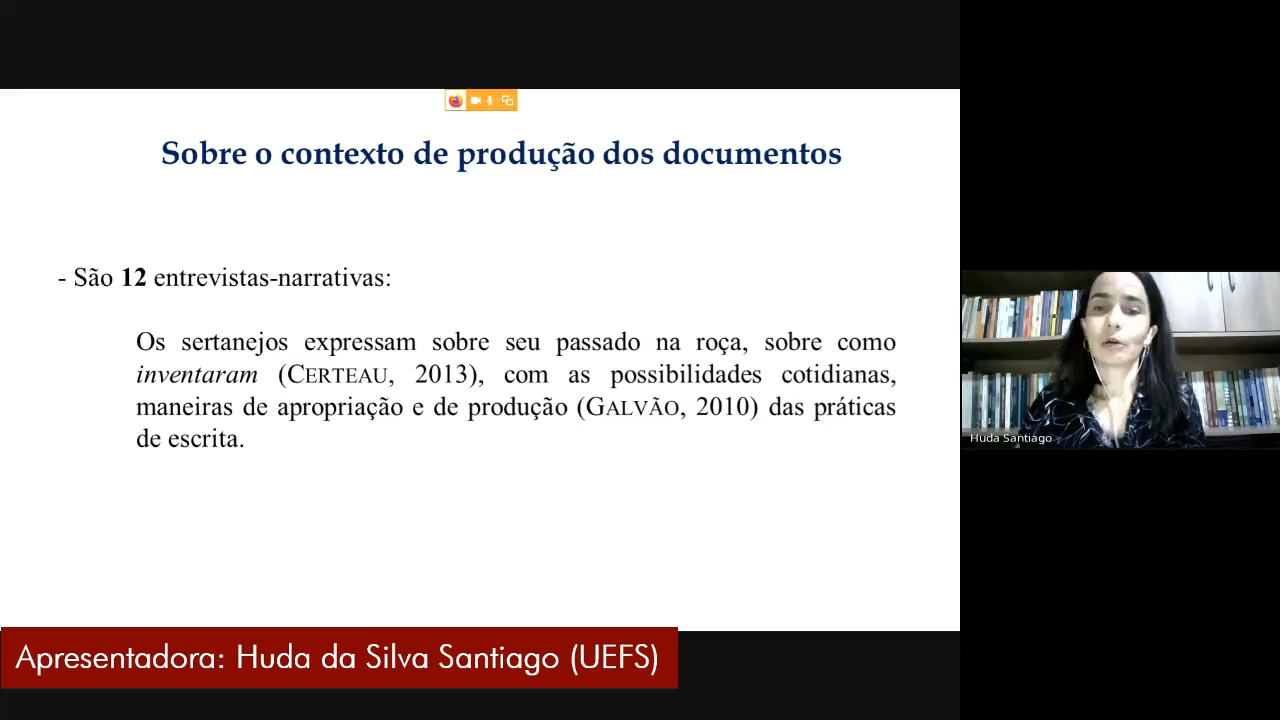 Sobre o contexto de produção dos documentos
- São 12 entrevistas-narrativas:
Os sertanejos expressam sobre seu passado na roça, sobre como
inventaram (CERTEAU, 2013), com as possibilidades cotidianas,
maneiras de apropriação e de produção (GALVÃO, 2010) das práticas
de escrita.
Huda Santiago
Apresentadora: Huda da Silva Santiago (UEFS)